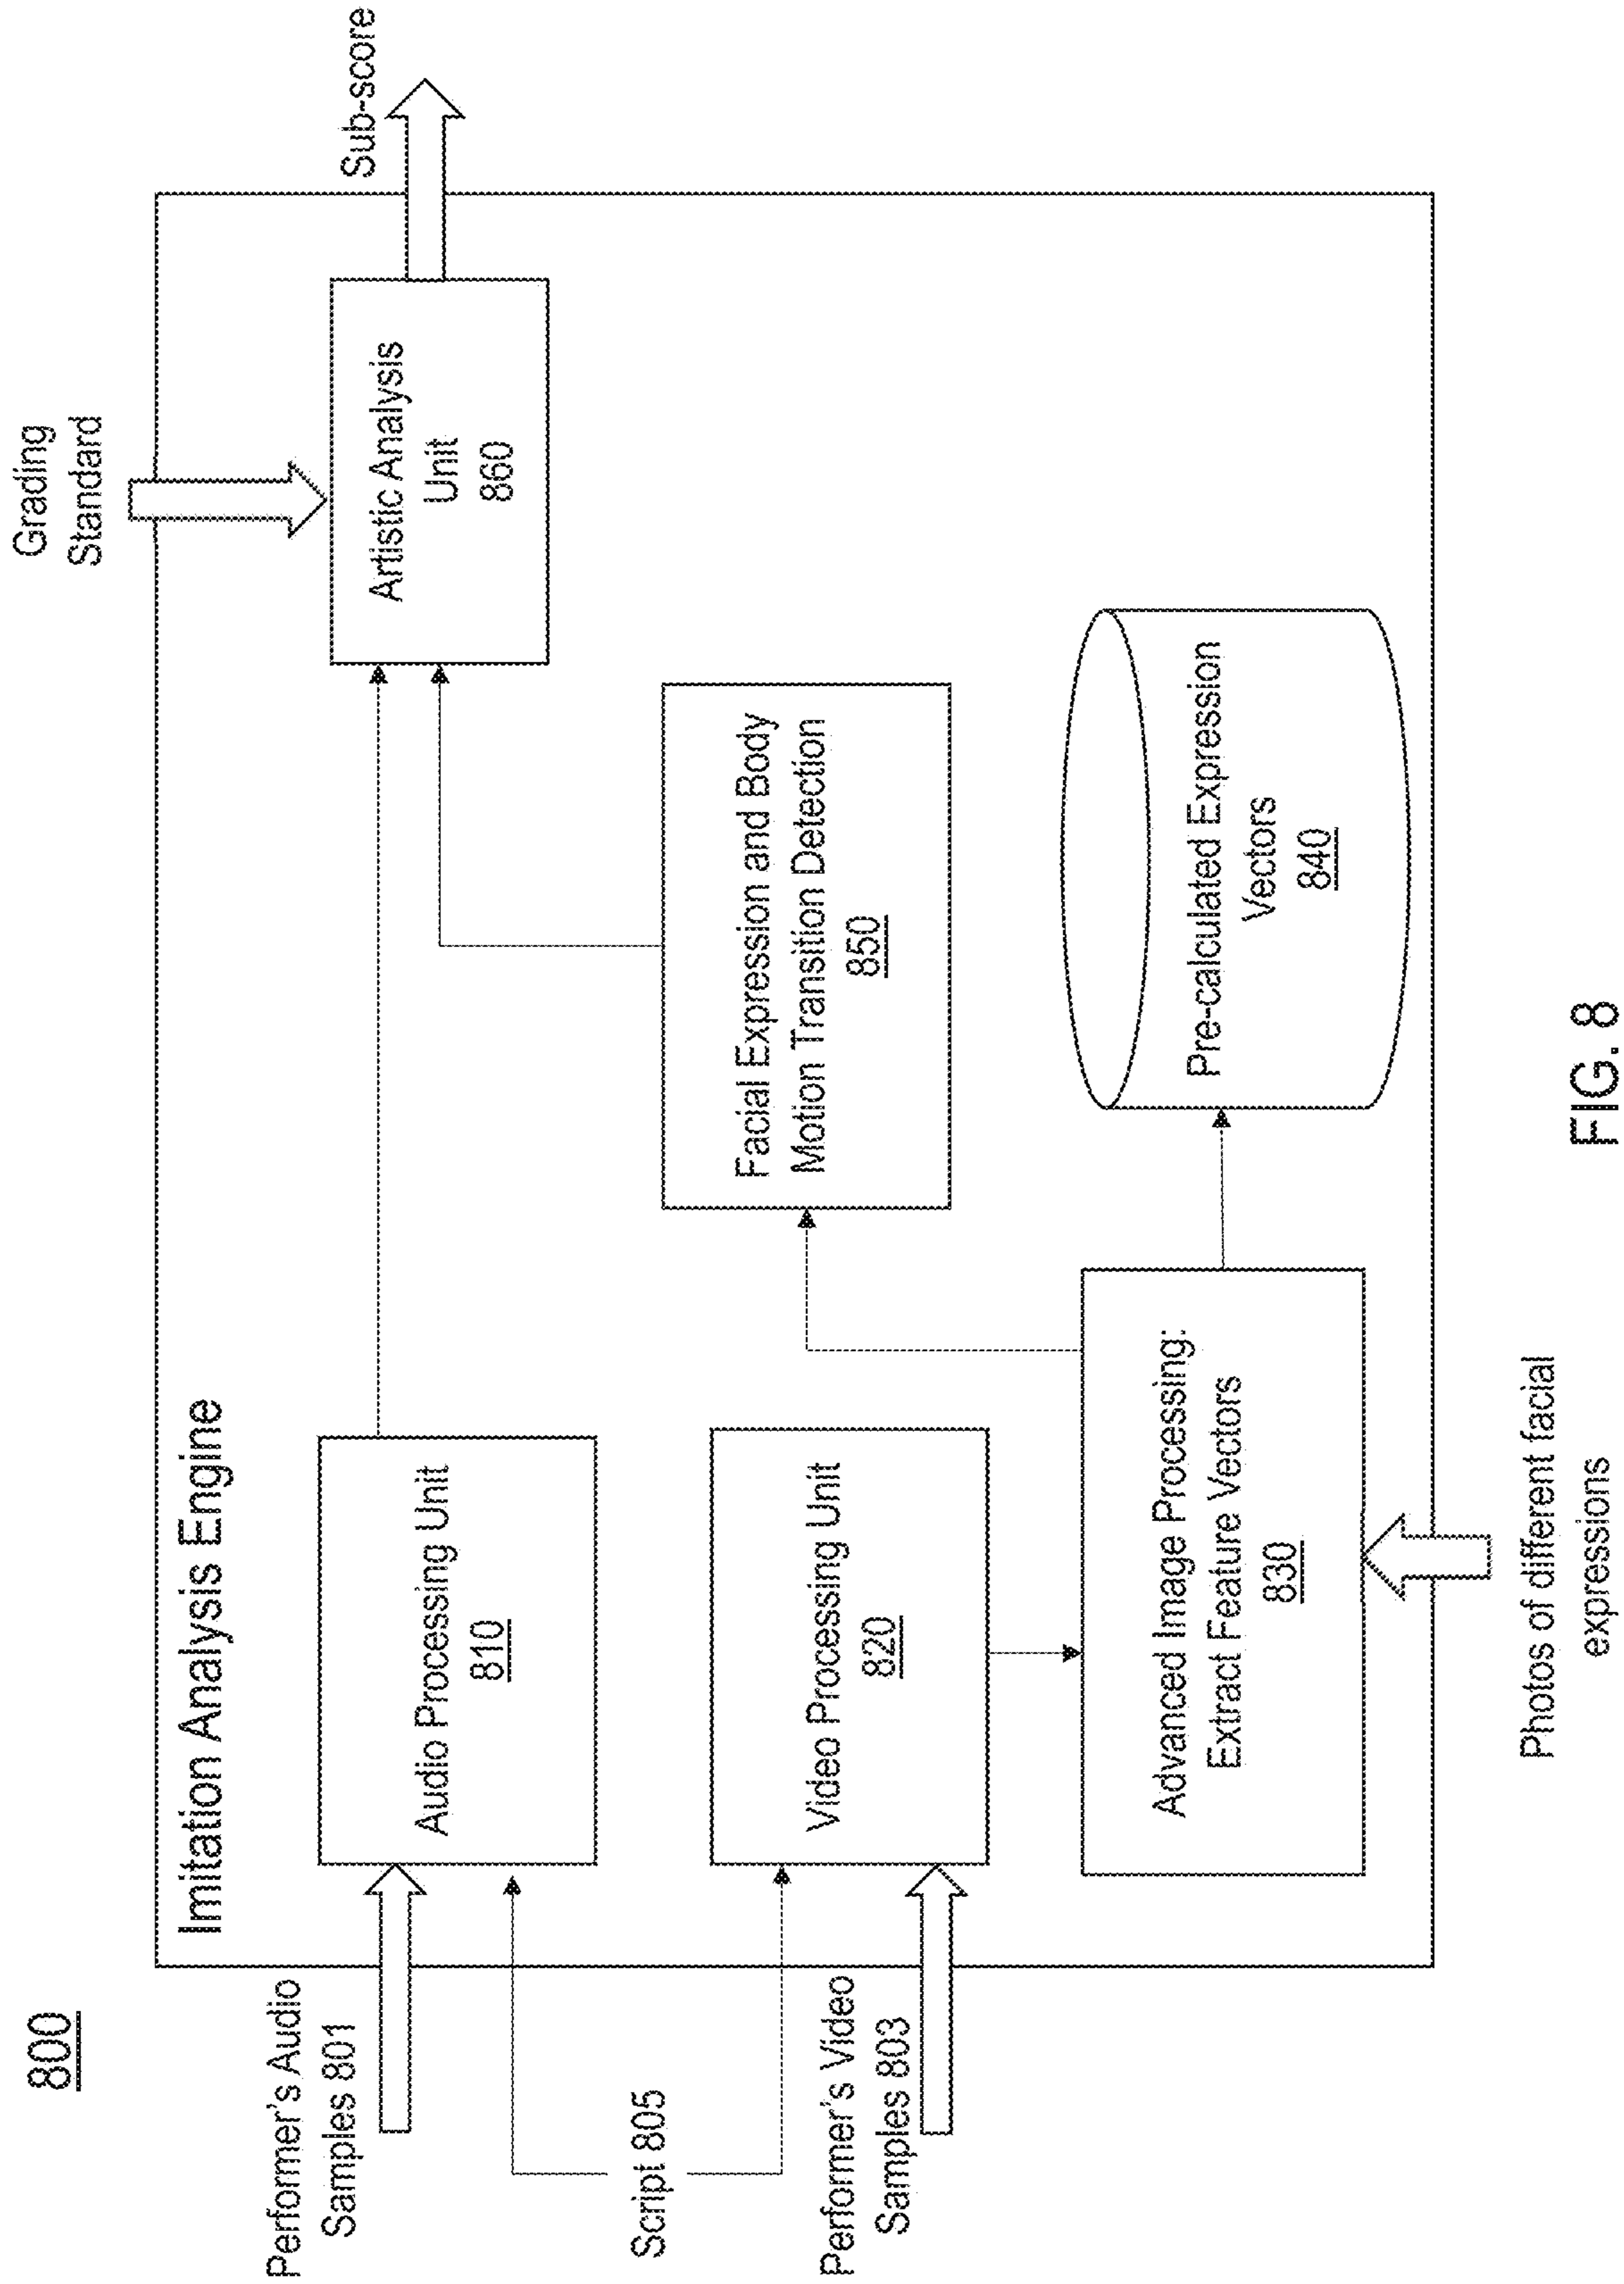 800
Imitation Analysis Engine
Performer's Audio
Samples 801
Script 805
Performer's Video
Samples 803
Audio Processing Unit
810
Video Processing Unit
820
Advanced Image Processing:
Extract Feature Vectors
830
Photos of different facial
expressions
Facial Expression and Body
Motion Transition Detection
850
Pre-calculated Expression
Vectors
840
Grading
Standard
Artistic Analysis
Unit
860
Sub-score
FIG. 8